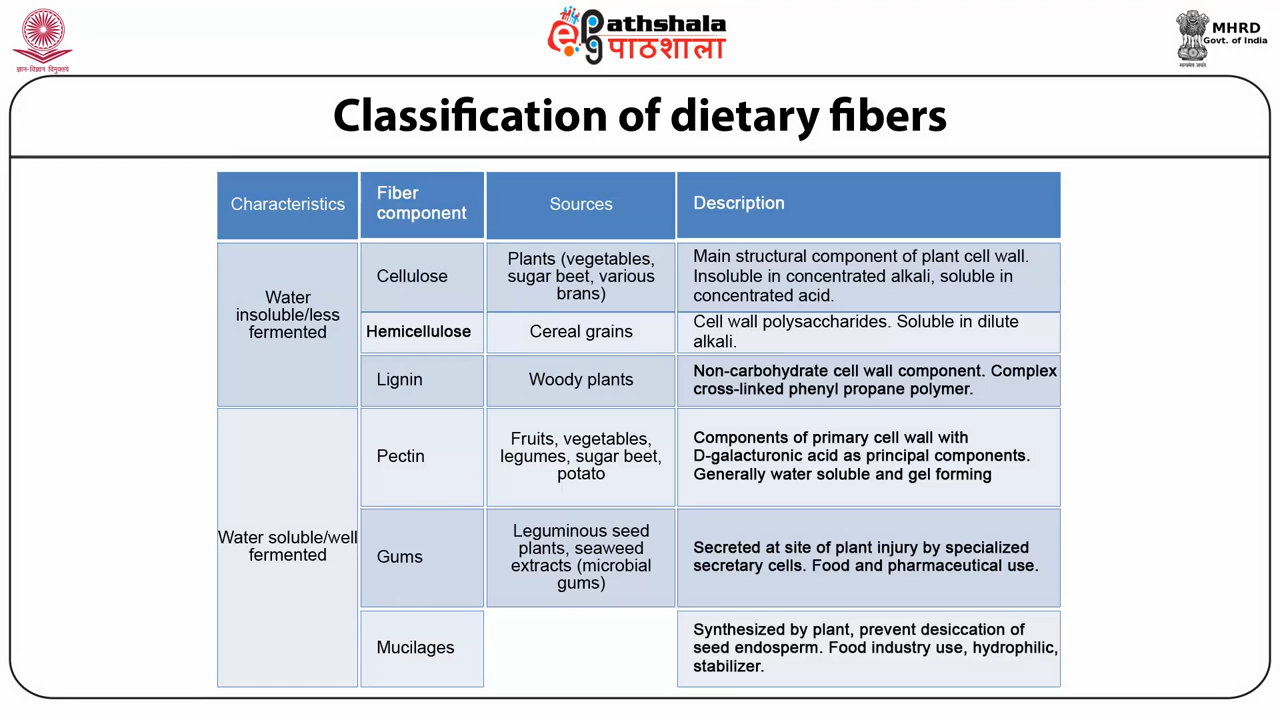 ज्ञान-विज्ञान विमुक्तये
ePathshala
पाठशाला
MHRD
Govt. of India
सत्यमेव जयते
Classification of dietary fibers
Characteristics
Fiber
component
Sources
Description
Water
insoluble/less
fermented
Cellulose
Plants (vegetables,
sugar beet, various
brans)
Main structural component of plant cell wall.
Insoluble in concentrated alkali, soluble in
concentrated acid.
Hemicellulose
Cereal grains
Cell wall polysaccharides. Soluble in dilute
alkali.
Lignin
Woody plants
Non-carbohydrate cell wall component. Complex
cross-linked phenyl propane polymer.
Water soluble/well
fermented
Pectin
Fruits, vegetables,
legumes, sugar beet,
potato
Components of primary cell wall with
D-galacturonic acid as principal components.
Generally water soluble and gel forming
Gums
Leguminous seed
plants, seaweed
extracts (microbial
gums)
Secreted at site of plant injury by specialized
secretary cells. Food and pharmaceutical use.
Mucilages
Synthesized by plant, prevent desiccation of
seed endosperm. Food industry use, hydrophilic,
stabilizer.